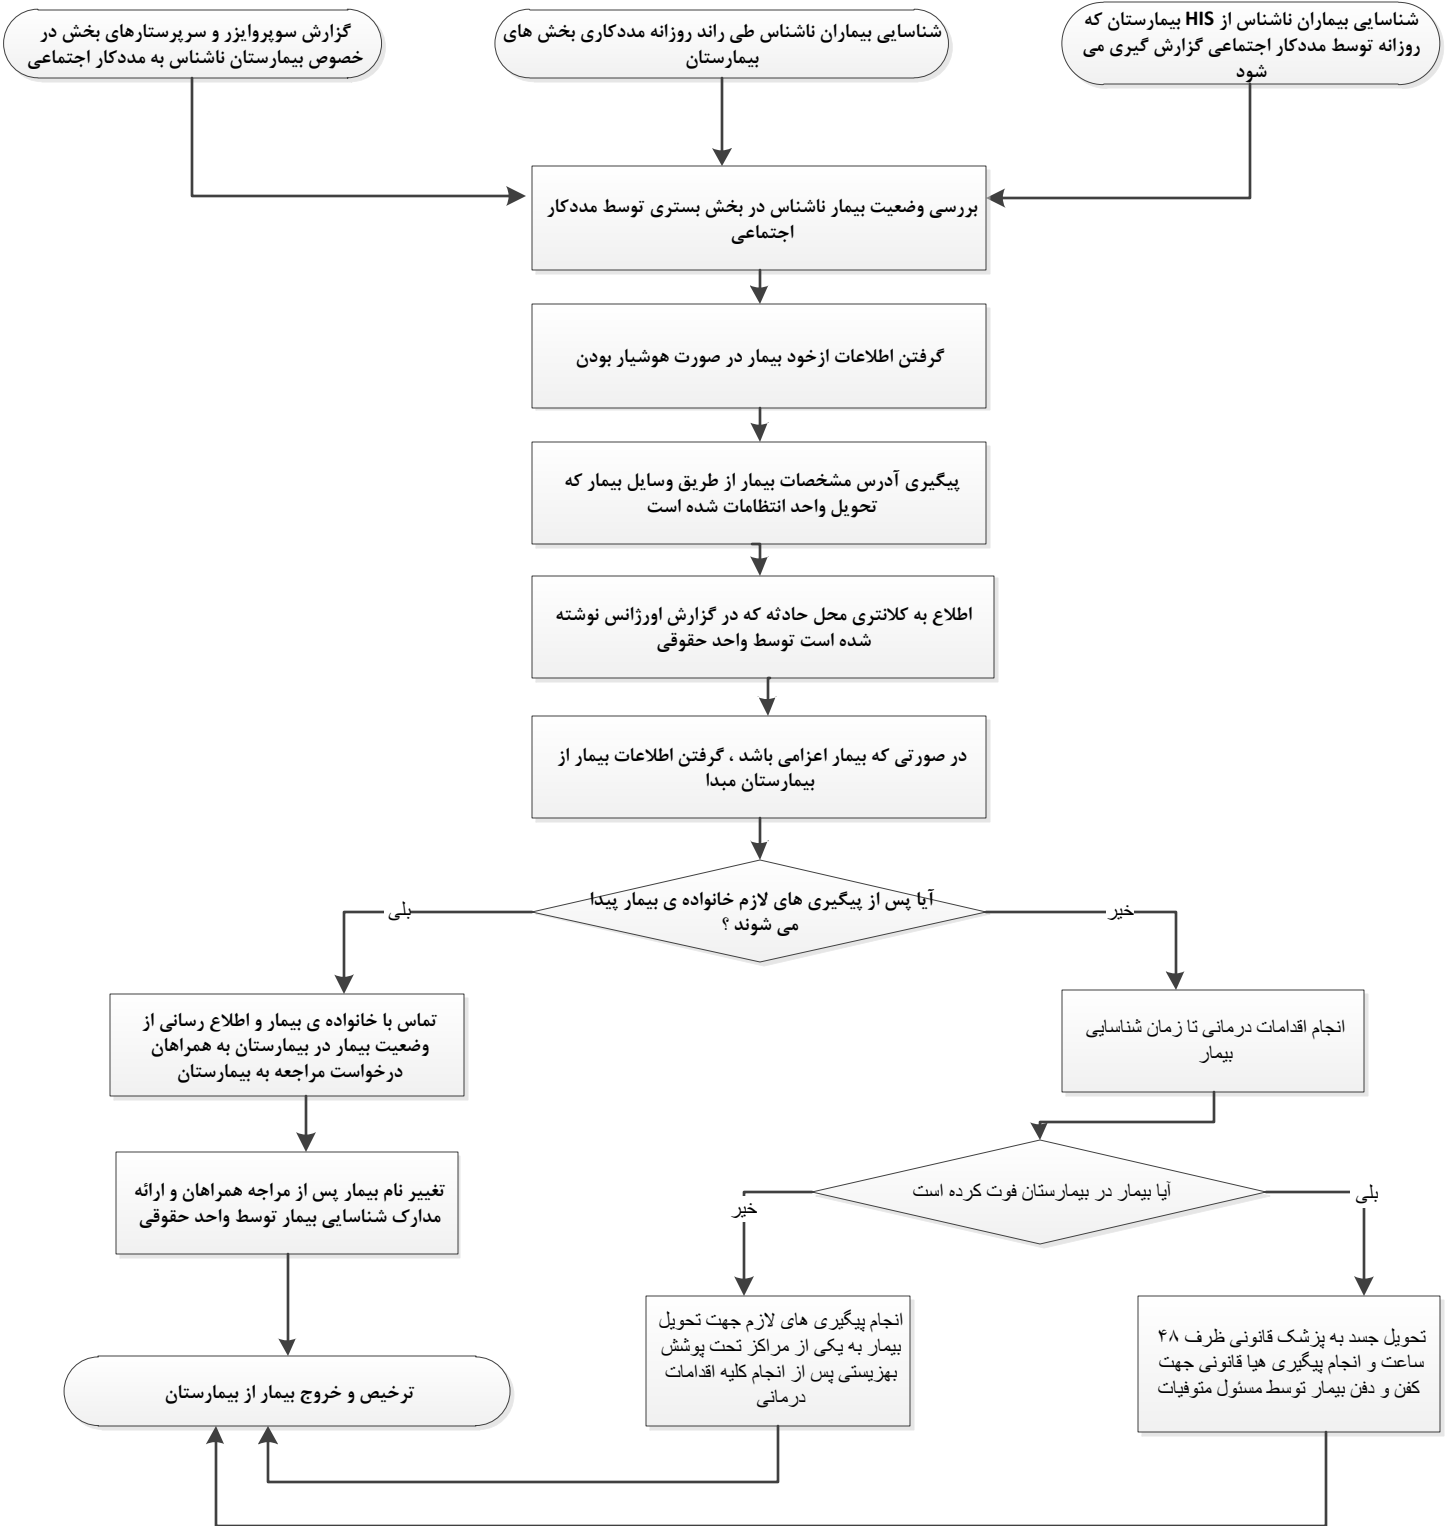 شناسایی بیماران ناشناس از HIS بیمارستان که
روزانه توسط مددکار اجتماعی گزارش گیری می
شود
شناسایی بیماران ناشناس طی راند روزانه مددکاری بخش های
بیمارستان
گزارش سوپروایزر و سرپرستارهای بخش در
خصوص بیمارستان ناشناس به مددکار اجتماعی
بررسی وضعیت بیمار ناشناس در بخش بستری توسط مددکار
اجتماعی
گرفتن اطلاعات ازخود بیمار در صورت هوشیار بودن
پیگیری آدرس مشخصات بیمار از طریق وسایل بیمار که
تحویل واحد انتظامات شده است
اطلاع به کلانتری محل حادثه که در گزارش اورژانس نوشته
شده است توسط واحد حقوقی
در صورتی که بیمار اعزامی باشد ، گرفتن اطلاعات بیمار از
بیمارستان مبدا
آیا پس از پیگیری های لازم خانواده ی بیمار پیدا
می شوند ؟
خیر
بلی
انجام اقدامات درمانی تا زمان شناسایی
بیمار
تماس با خانواده ی بیمار و اطلاع رسانی از
وضعیت بیمار در بیمارستان به همراهان
درخواست مراجعه به بیمارستان
آیا بیمار در بیمارستان فوت کرده است
بلی
خیر
تغییر نام بیمار پس از مراجه همراهان و ارائه
مدارک شناسایی بیمار توسط واحد حقوقی
تحویل جسد به پزشک قانونی ظرف ۴۸
ساعت و انجام پیگیری هیا قانونی جهت
کفن و دفن بیمار توسط مسئول متوفیات
انجام پیگیری های لازم جهت تحویل
بیمار به یکی از مراکز تحت پوشش
بهزیستی پس از انجام کلیه اقدامات
درمانی
ترخیص و خروج بیمار از بیمارستان